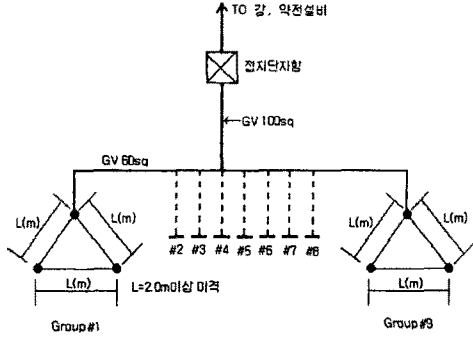 TO 강, 약전설비
접지단자함
GV 100sq
GV 60sq
L(m) L(m) #2 #3 #4 #5 #6 #7 #8 L(m) L(m)
L(m) L=2.0m이상 이격 L(m)
Group#1 Group#9